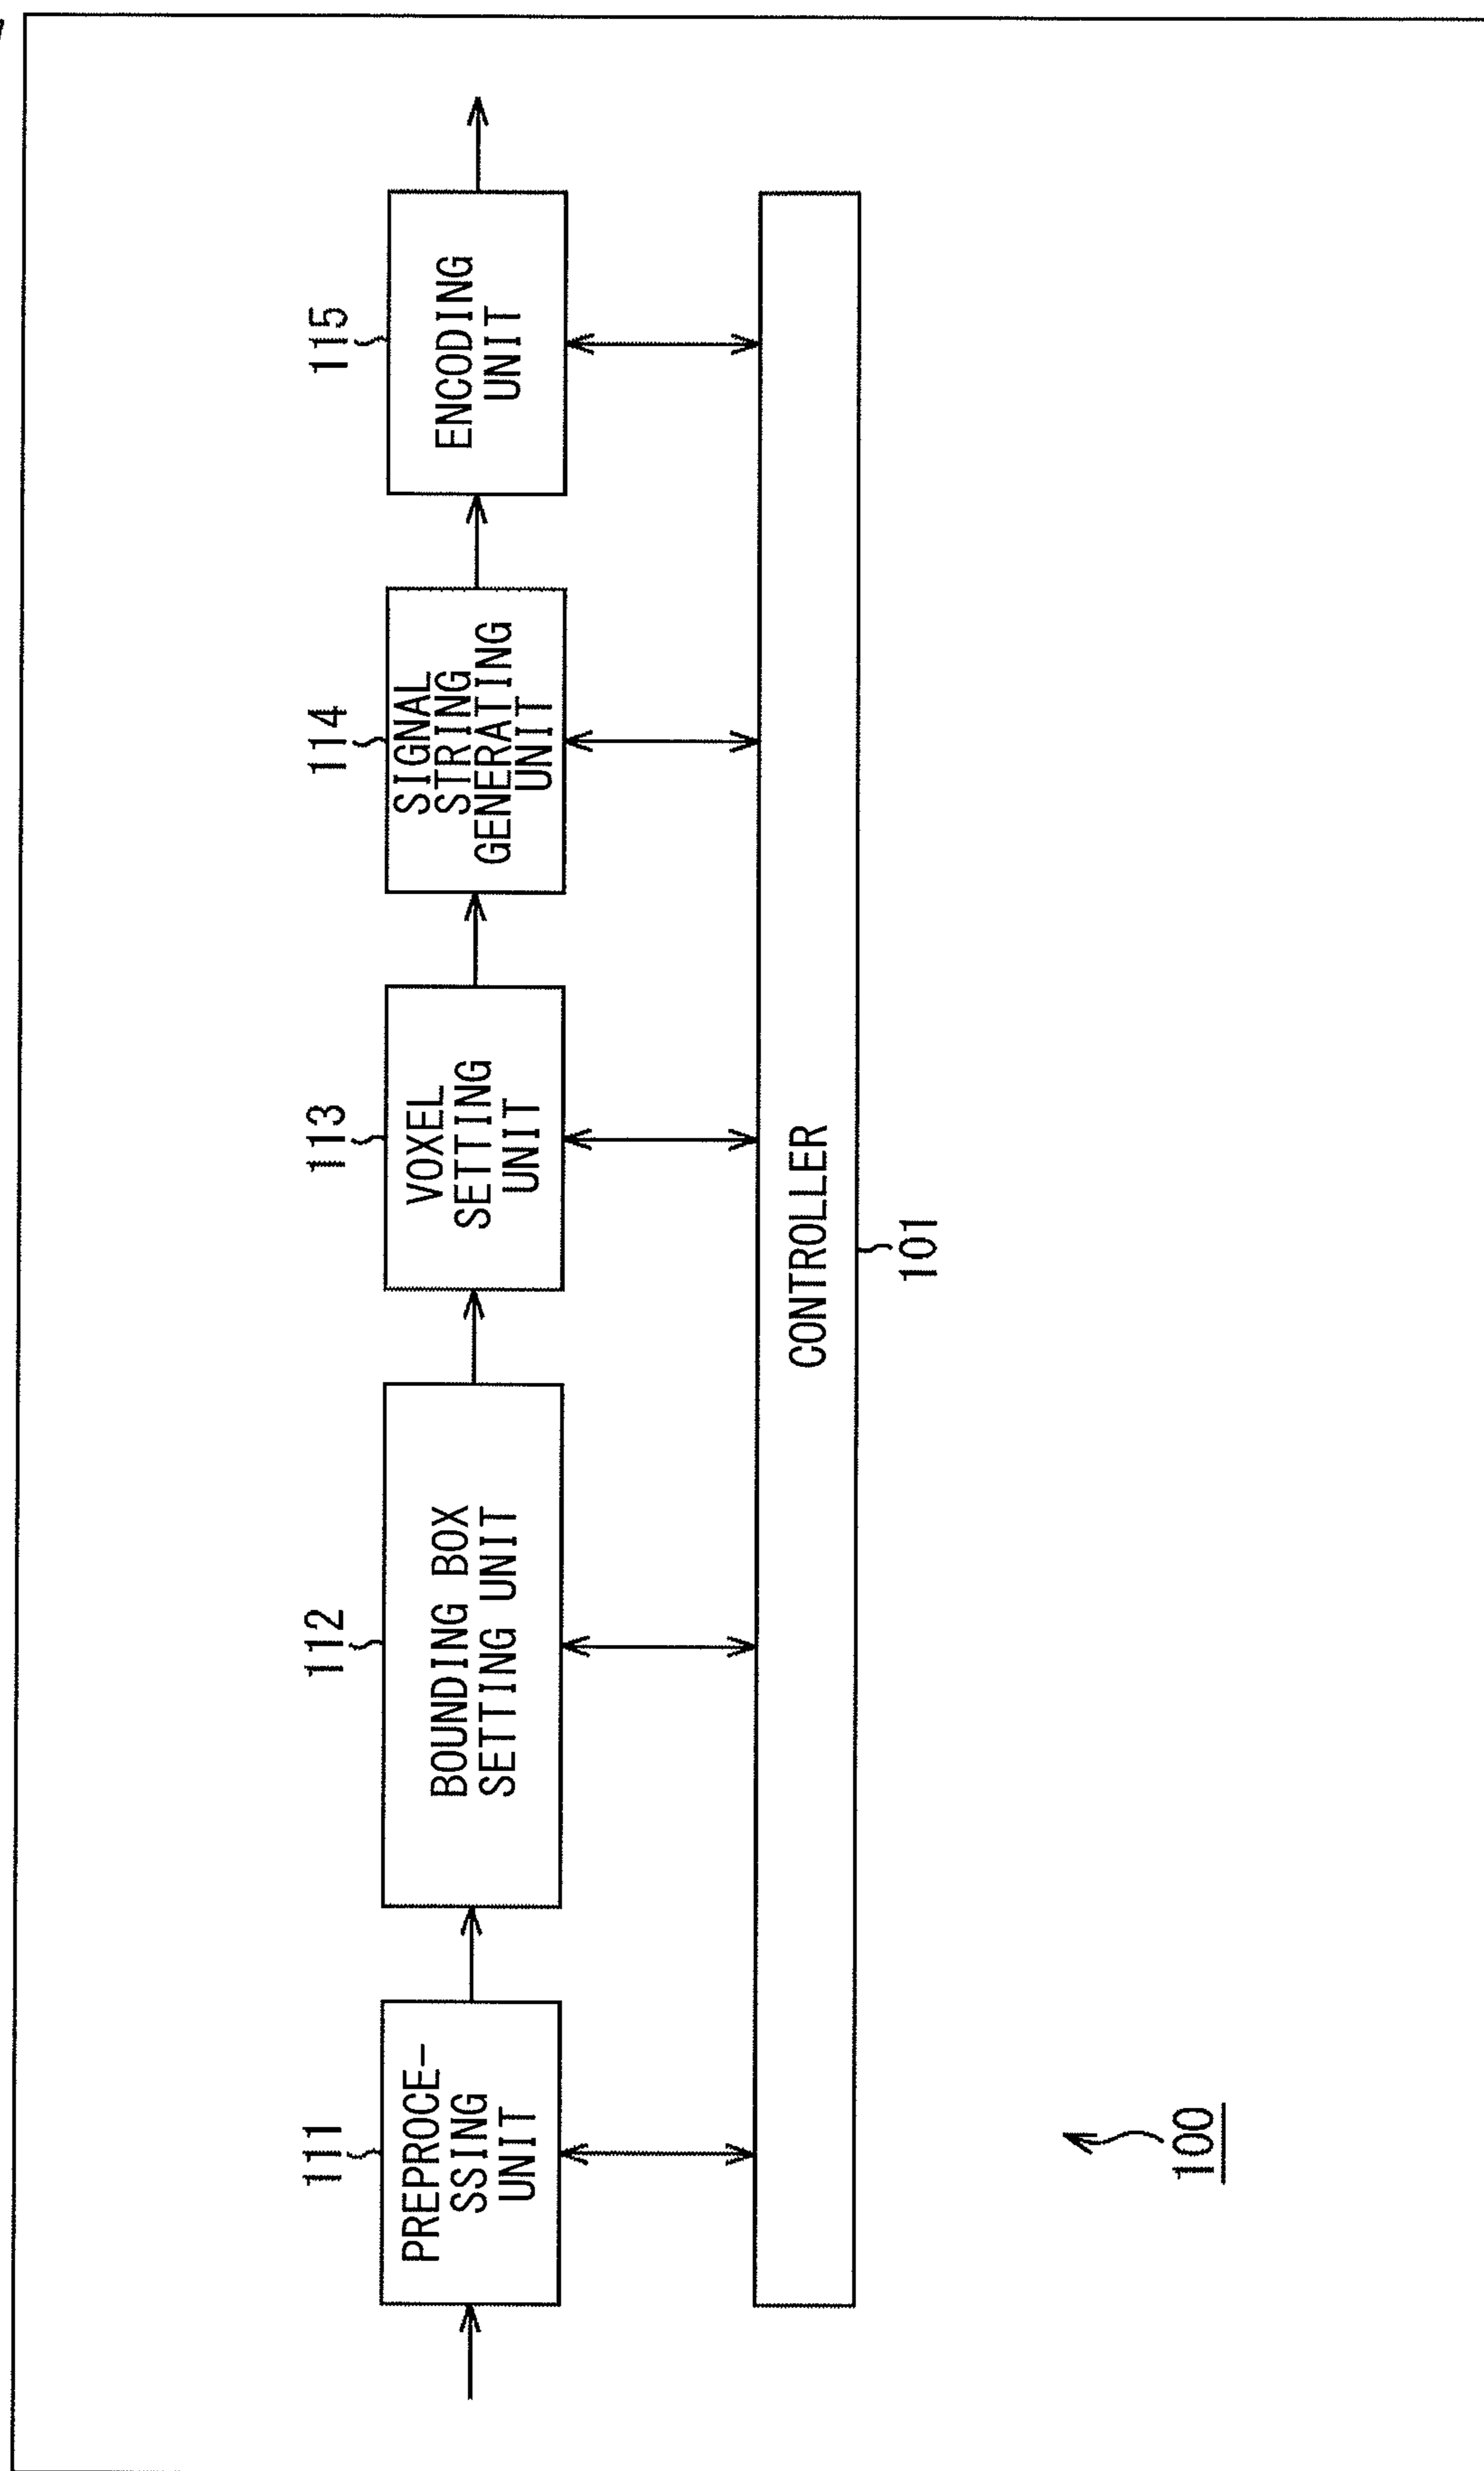 111
PREPROCE-
SSING
UNIT
112
BOUNDING BOX
SETTING UNIT
113
VOXEL
SETTING
UNIT
114
SIGNAL
STRING
GENERATING
UNIT
115
ENCODING
UNIT
CONTROLLER
101
100